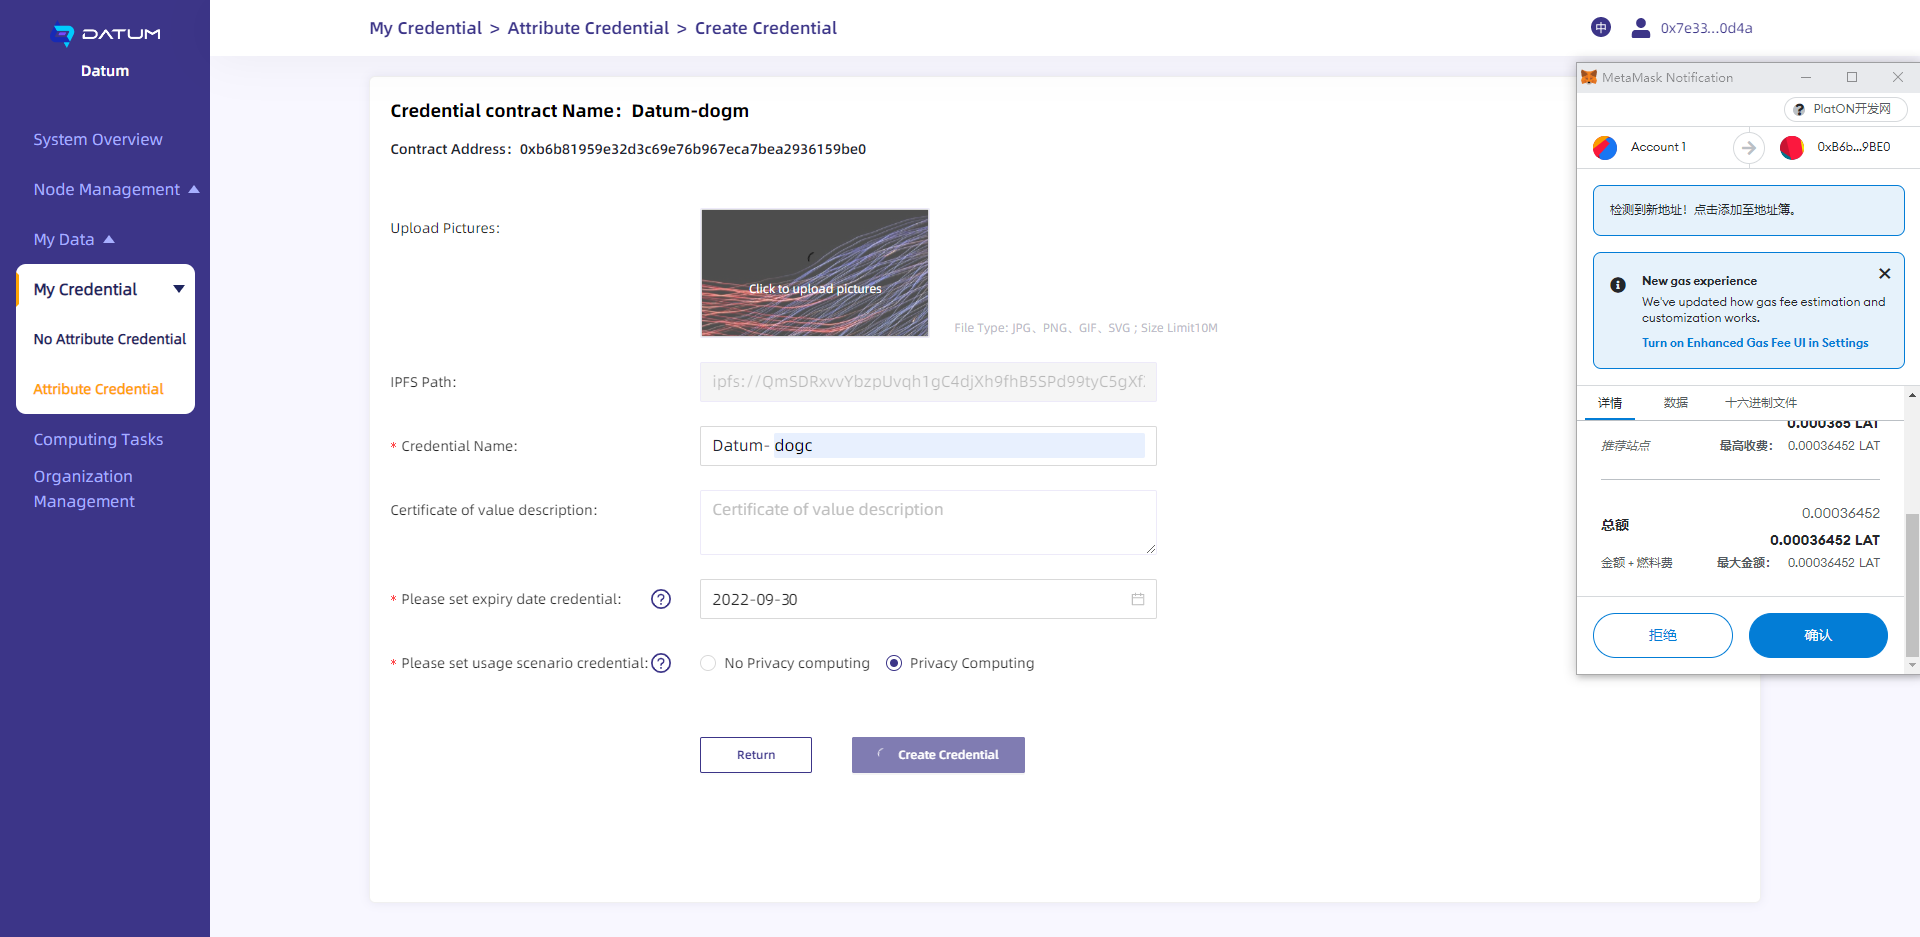 DATUM
Datum
System Overview
Node Management
My Data
My Credential
No Attribute Credential
Attribute Credential
Computing Tasks
Organization
Management
My Credential > Attribute Credential > Create Credential
中
0x7e33...0d4a
Credential contract Name：Datum-dogm
Contract Address：0xb6b81959e32d3c69e76b967eca7bea2936159be0
Upload Pictures:
Click to upload pictures
File Type: JPG、PNG、GIF、SVG ; Size Limit10M
IPFS Path:
ipfs://QmSDRxvvYbzpUvqh1gC4djXh9fhB5SPd99tyC5gXf
* Credential Name:
Datum- dogc
Certificate of value description:
Certificate of value description
* Please set expiry date credential:
?
2022-09-30
* Please set usage scenario credential:
?
No Privacy computing
Privacy Computing
Return
Create Credential
MetaMask Notification
? PlatON开发网
Account 1
0xB6b...9BE0
检测到新地址！点击添加至地址簿。
New gas experience
We've updated how gas fee estimation and
customization works.
Turn on Enhanced Gas Fee UI in Settings
详情
数据
十六进制文件
0.000365 LAT
推荐站点
最高收费：
0.00036452 LAT
0.00036452
总额
0.00036452 LAT
金额 + 燃料费
最大金额：
0.00036452 LAT
拒绝
确认